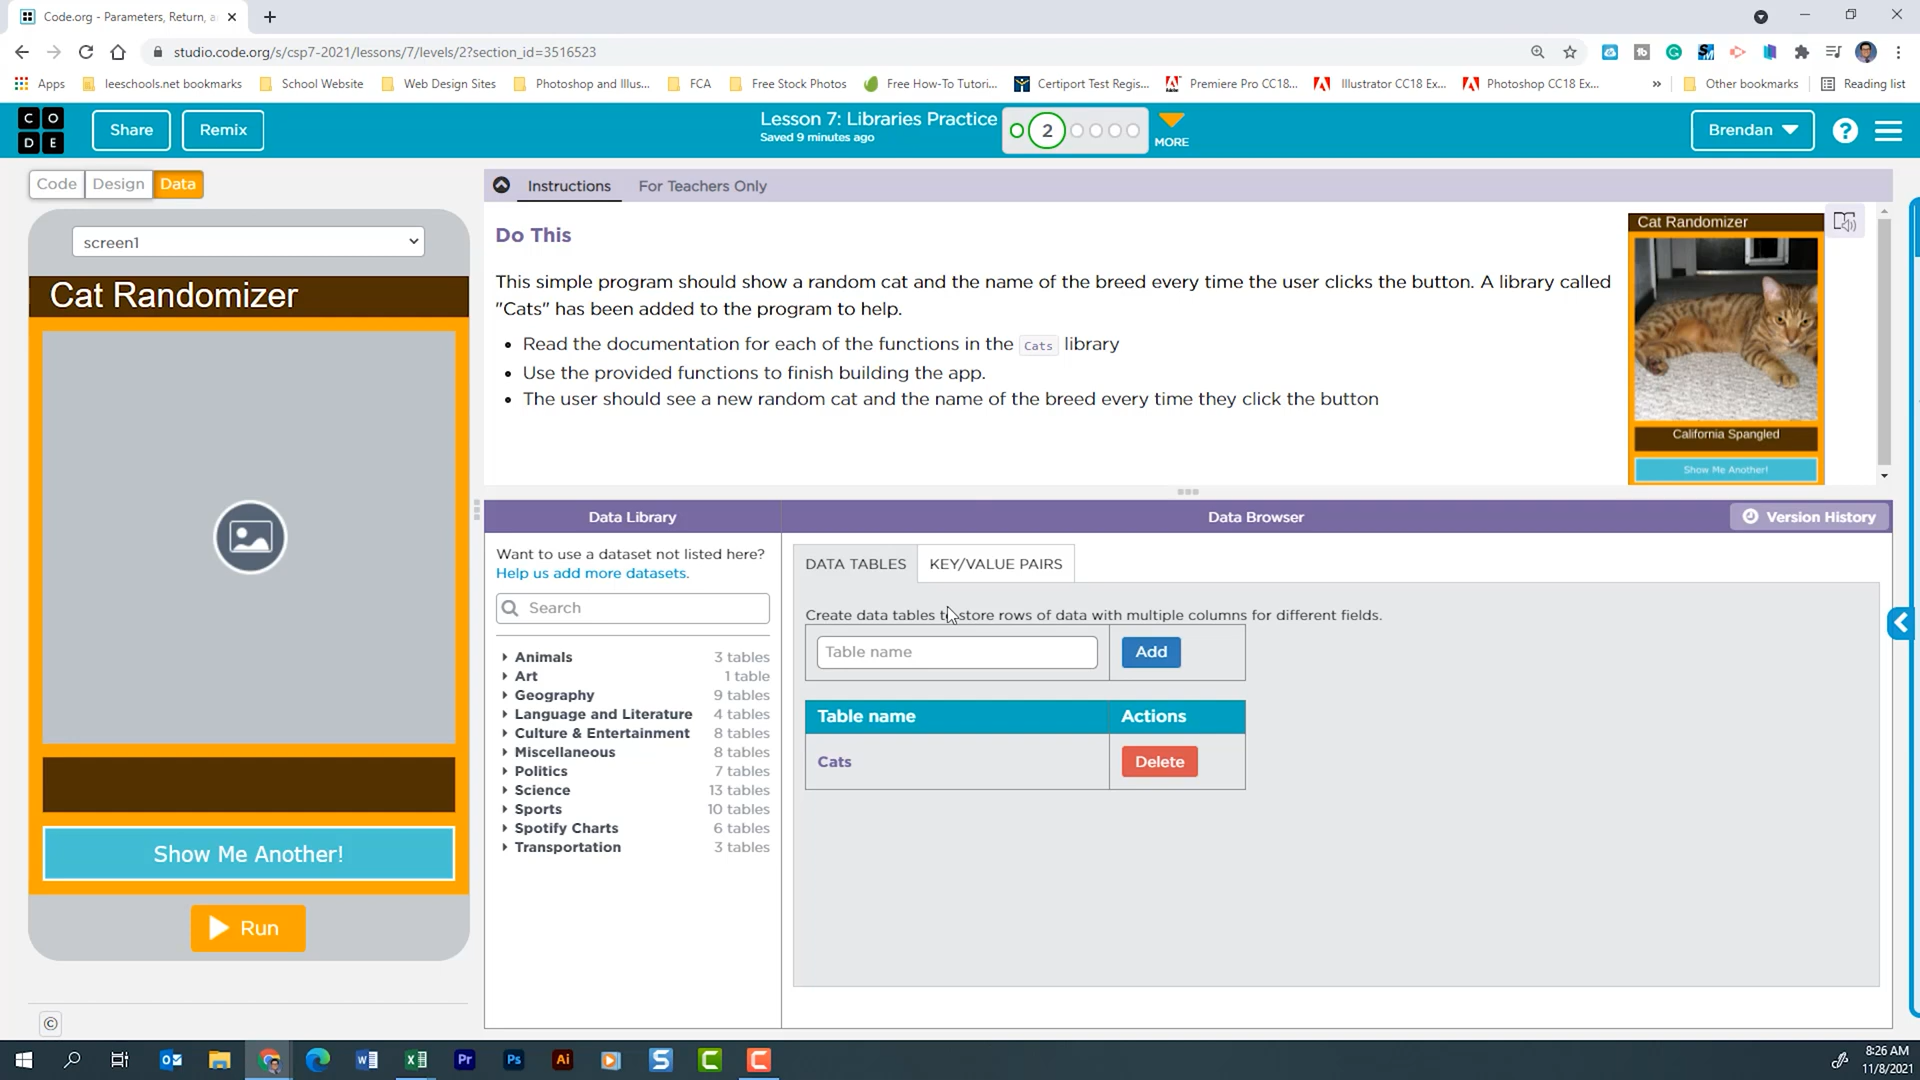 Code.org - Parameters, Return, a
studio.code.org/s/csp7-2021/lessons/7/levels/2?section_id=3516523
Apps
leeschools.net bookmarks
School Website
Web Design Sites
Photoshop and Illus...
FCA
Free Stock Photos
Free How-To Tutori...
Certiport Test Regis...
Premiere Pro CC18...
Illustrator CC18 Ex...
Photoshop CC18 Ex...
»
Other bookmarks
Reading list
C O
D E
Share
Remix
Lesson 7: Libraries Practice
Saved 9 minutes ago
2
MORE
Brendan
?
Code
Design
Data
Instructions
For Teachers Only
screen1
Cat Randomizer
Show Me Another!
Run
©
Do This
This simple program should show a random cat and the name of the breed every time the user clicks the button. A library called
"Cats" has been added to the program to help.
• Read the documentation for each of the functions in the Cats library
• Use the provided functions to finish building the app.
• The user should see a new random cat and the name of the breed every time they click the button
Cat Randomizer
California Spangled
Show Me Another!
Data Library
Data Browser
Version History
Want to use a dataset not listed here?
Help us add more datasets.
Search
Animals 3 tables
Art 1 table
Geography 9 tables
Language and Literature 4 tables
Culture & Entertainment 8 tables
Miscellaneous 8 tables
Politics 7 tables
Science 13 tables
Sports 10 tables
Spotify Charts 6 tables
Transportation 3 tables
DATA TABLES
KEY/VALUE PAIRS
Create data tables to store rows of data with multiple columns for different fields.
Table name
Add
Table name Actions
Cats Delete
Pr
Ps
Ai
8:26 AM
11/8/2021